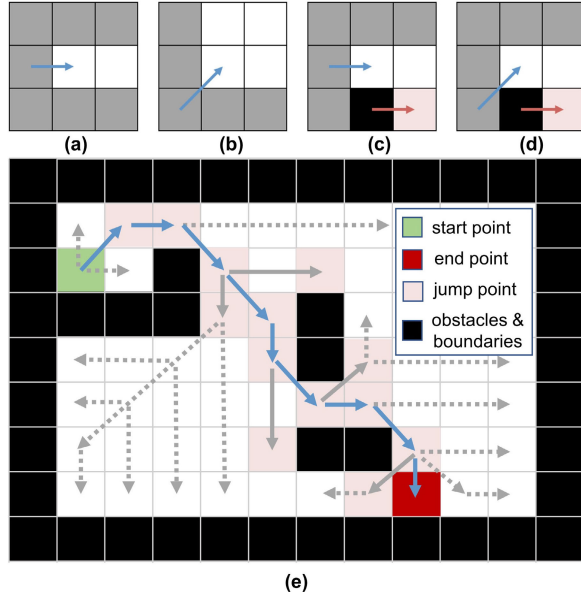 (a) (b) (c) (d)
start point
end point
jump point
obstacles &
boundaries
(e)